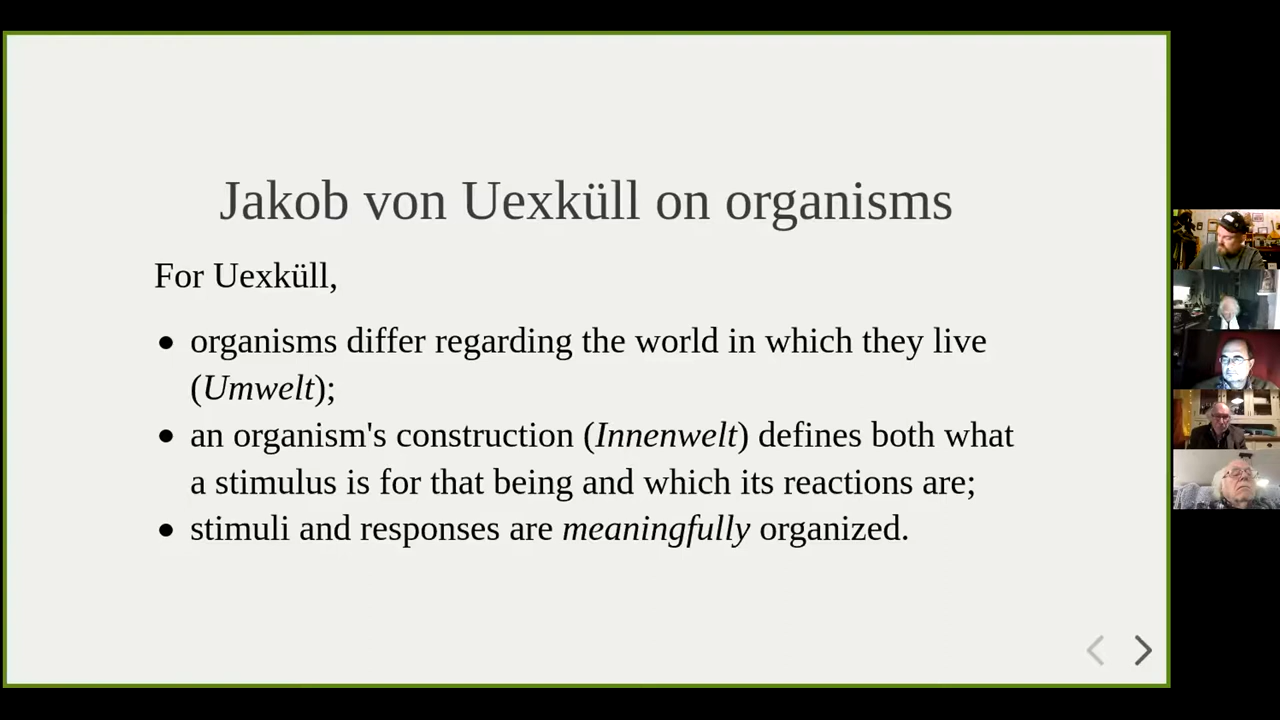 Jakob von Uexküll on organisms
For Uexküll,
• organisms differ regarding the world in which they live
(Umwelt);
• an organism's construction (Innenwelt) defines both what
a stimulus is for that being and which its reactions are;
• stimuli and responses are meaningfully organized.